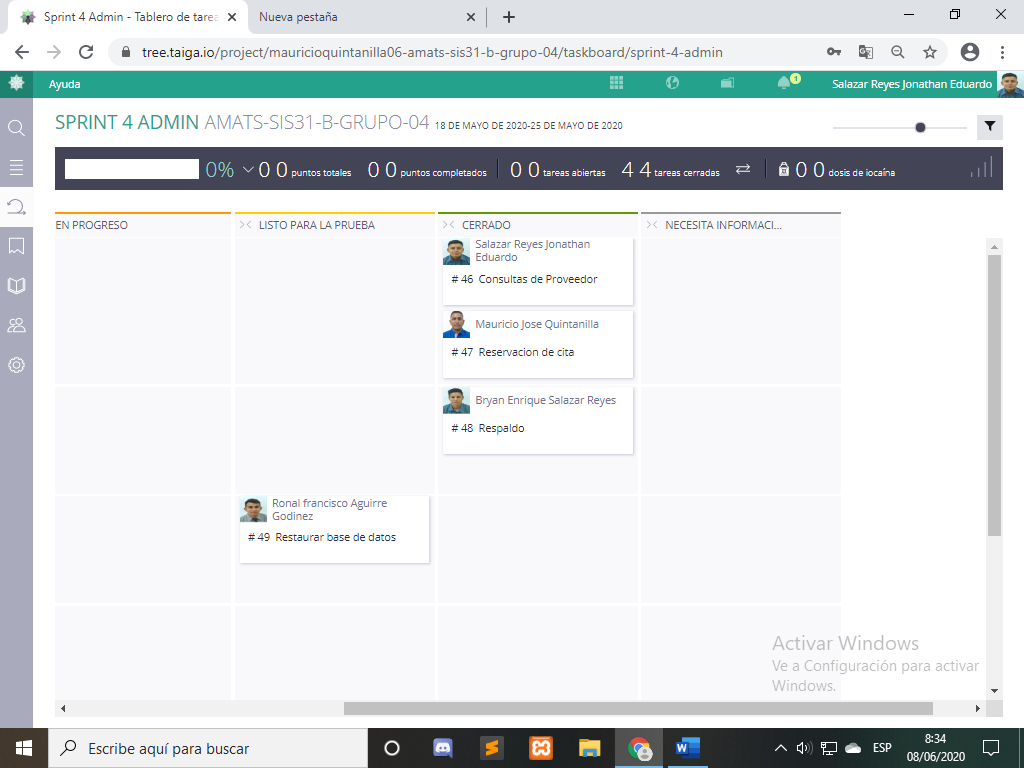 Sprint 4 Admin - Tablero de tarea
Nueva pestaña
tree.taiga.io/project/mauricioquintanilla06-amats-sis31-b-grupo-04/taskboard/sprint-4-admin
Ayuda
1
Salazar Reyes Jonathan Eduardo
SPRINT 4 ADMIN AMATS-SIS31-B-GRUPO-04 18 DE MAYO DE 2020-25 DE MAYO DE 2020
0% 0 0 puntos totales 0 0 puntos completados 0 0 tareas abiertas 4 4 tareas cerradas 0 0 dosis de iocaína
EN PROGRESO
LISTO PARA LA PRUEBA
CERRADO
NECESITA INFORMACI...
Salazar Reyes Jonathan
Eduardo
# 46 Consultas de Proveedor
Mauricio Jose Quintanilla
# 47 Reservacion de cita
Bryan Enrique Salazar Reyes
# 48 Respaldo
Ronal francisco Aguirre
Godinez
# 49 Restaurar base de datos
Activar Windows
Ve a Configuración para activar
Windows.
Escribe aquí para buscar
ESP
8:34
08/06/2020